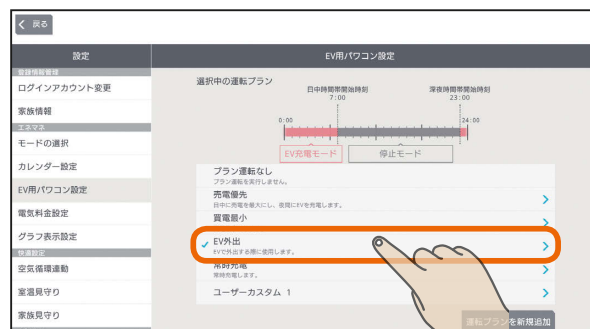 戻る
設定
EV用パワコン設定
登録情報管理
ログインアカウント変更
家族情報
エネマネ
モードの選択
カレンダー設定
EV用パワコン設定
電気料金設定
グラフ表示設定
快適設定
空気循環連動
室温見守り
家族見守り
選択中の運転プラン
日中時間帯開始時刻
7:00
深夜時間帯開始時刻
23:00
0:00
24:00
EV充電モード
停止モード
プラン運転なし
プラン運転を実行しません。
売電優先
日中に売電を最大にし、夜間にEVを充電します。
買電最小
EV外出
EVで外出する際に使用します。
常時充電
常時充電します。
ユーザーカスタム 1
運転プランを新規追加